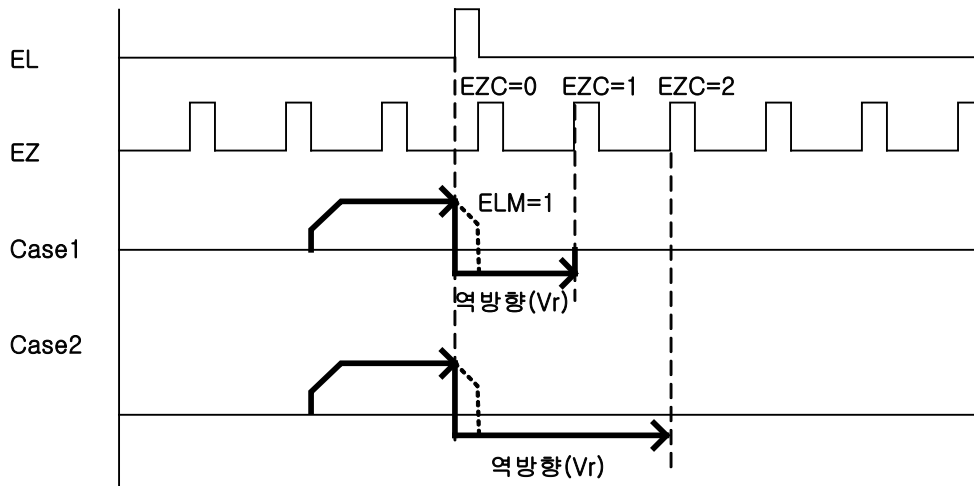 EL
EZC=0 EZC=1 EZC=2
EZ
ELM=1
Case1
역방향(Vr)
Case2
역방향(Vr)